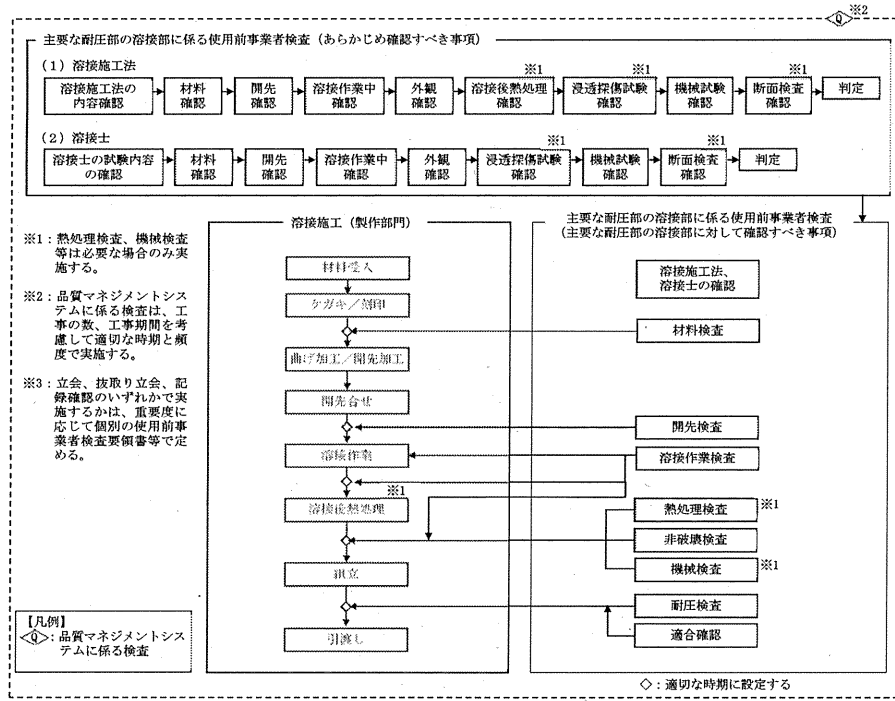 ※2
Q
主要な耐圧部の溶接部に係る使用前事業者検査(あらかじめ確認すべき事項)
(1)溶接施工法
※1
※1
※1
溶接施工法の
内容確認
材料
確認
開先
確認
溶接作業中
確認
外観
確認
溶接後熱処理
確認
浸透探傷試験
確認
機械試験
確認
断面検査
確認
判定
(2)溶接士
※1
※1
溶接士の試験内容
の確認
材料
確認
開先
確認
溶接作業中
確認
外観
確認
浸透探傷試験
確認
機械試験
確認
断面検査
確認
判定
※1:熱処理検査、機械検査
等は必要な場合のみ実
施する。
※2:品質マネジメントシス
テムに係る検査は、工
事の数、工事期間を考
慮して適切な時期と頻
度で実施する。
※3:立会、抜取り立会、記
録確認のいずれかで実
施するかは、重要度に
応じて個別の使用前事
業者検査要領書等で定
める。
溶接施工(製作部門)
材料受入
ケガキ/刻印
曲げ加工/開先加工
開先合せ
溶接作業
※1
溶接後熱処理
組立
引渡し
主要な耐圧部の溶接部に係る使用前事業者検査
(主要な耐圧部の溶接部に対して確認すべき事項)
溶接施工法、
溶接士の確認
材料検査
開先検査
溶接作業検査
熱処理検査
※1
非破壊検査
機械検査
※1
耐圧検査
適合確認
【凡例】
Q:品質マネジメントシス
テムに係る検査
◇:適切な時期に設定する